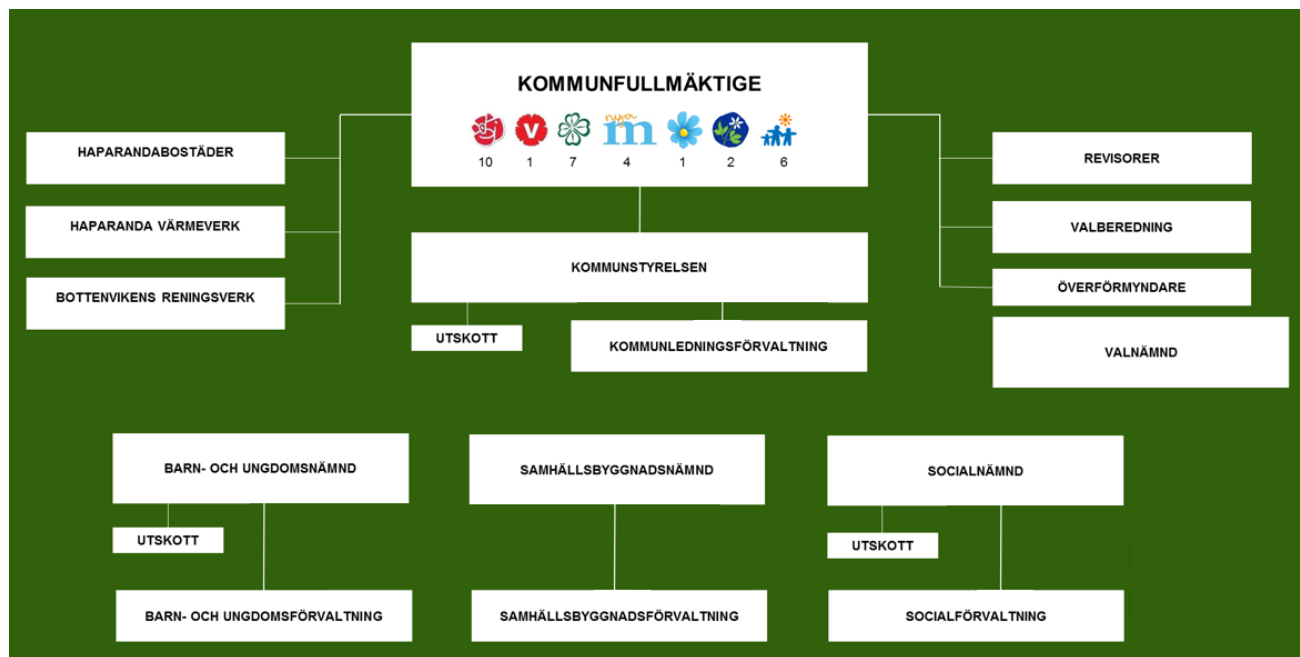 KOMMUNFULLMÄKTIGE
V
nya
m
10 1 7 4 1 2 6
HAPARANDABOSTÄDER
HAPARANDA VÄRMEVERK
BOTTENVIKENS RENINGSVERK
REVISORER
VALBEREDNING
ÖVERFÖRMYNDARE
VALNÄMND
KOMMUNSTYRELSEN
UTSKOTT
KOMMUNLEDNINGSFÖRVALTNING
BARN- OCH UNGDOMSNÄMND
UTSKOTT
BARN- OCH UNGDOMSFÖRVALTNING
SAMHÄLLSBYGGNADSNÄMND
SAMHÄLLSBYGGNADSFÖRVALTNING
SOCIALNÄMND
UTSKOTT
SOCIALFÖRVALTNING